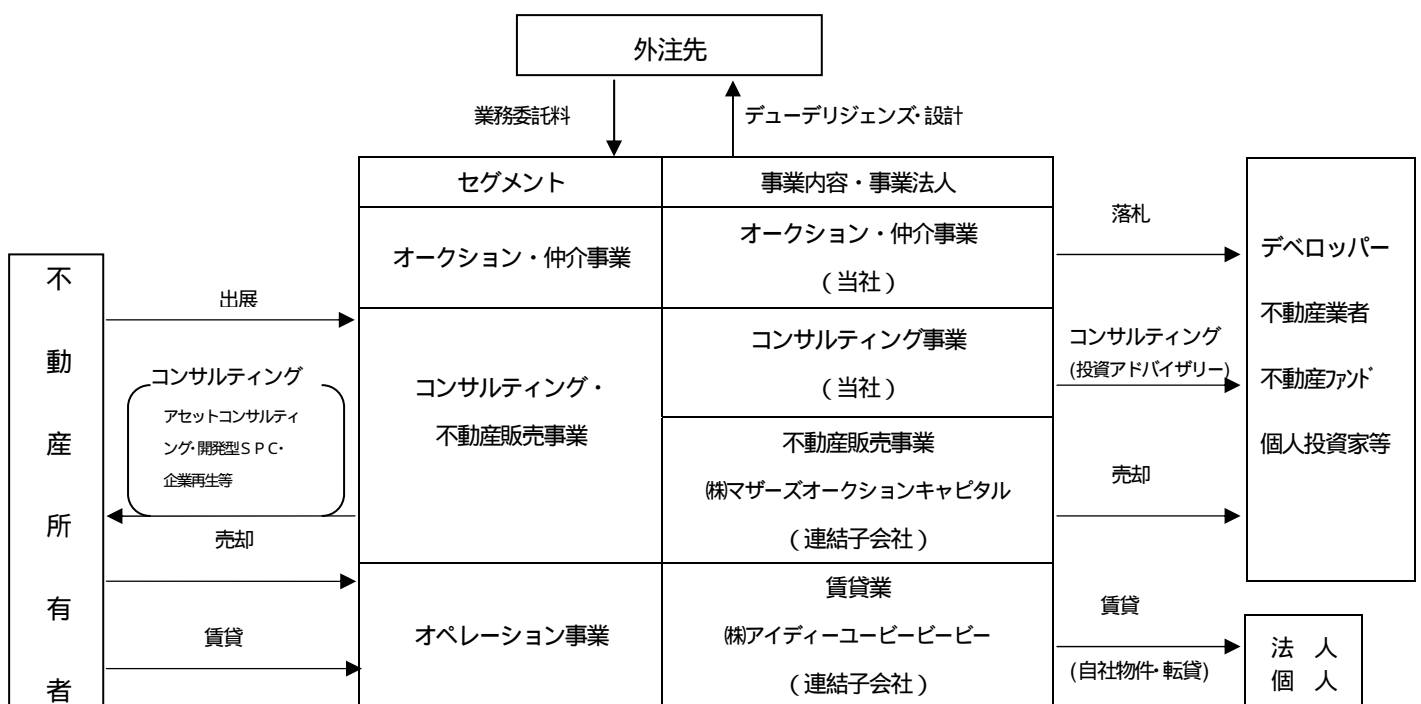 外注先
業務委託料
デューデリジェンズ・設計
セグメント
事業内容・事業法人
オークション・仲介事業
オークション・仲介事業
(当社)
コンサルティング・
不動産販売事業
コンサルティング事業
(当社)
不動産販売事業
㈱マザーズオークションキャピタル
(連結子会社)
オペレーション事業
賃貸業
㈱アイディーユービービービー
(連結子会社)
不動産所有者
出展
コンサルティング
アセットコンサルティ
ング・開発型SPC・
企業再生等
売却
賃貸
落札
コンサルティング
(投資アドバイザリー)
売却
賃貸
(自社物件・転貸)
デベロッパー
不動産業者
不動産ファンド
個人投資家等
法 人
個 人